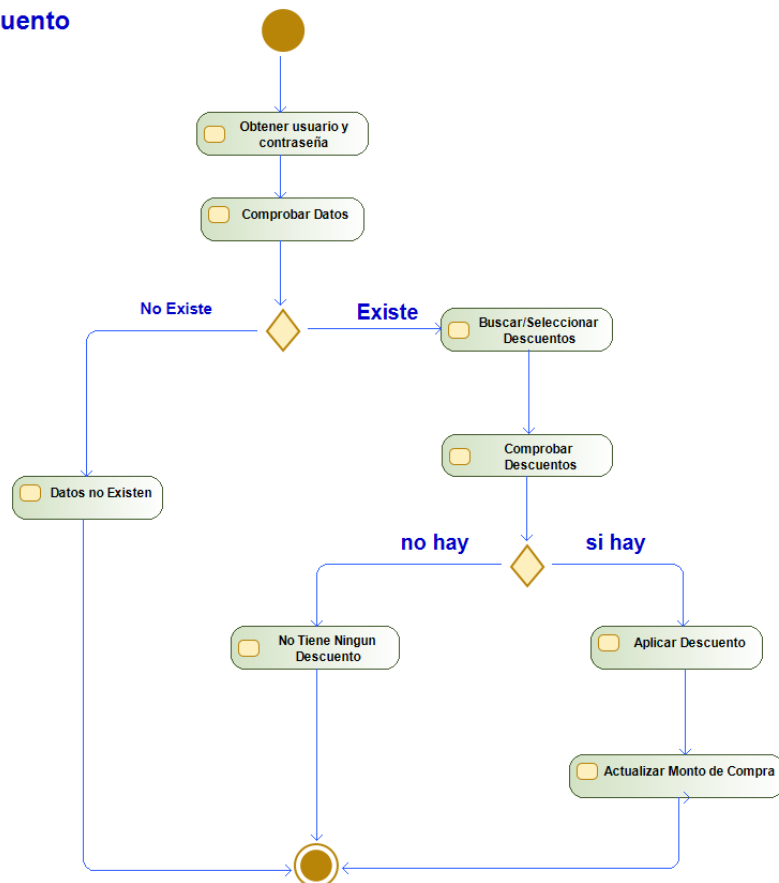 uento
Obtener usuario y
contraseña
Comprobar Datos
No Existe
Existe
Buscar/Seleccionar
Descuentos
Comprobar
Descuentos
Datos no Existen
no hay
si hay
No Tiene Ningun
Descuento
Aplicar Descuento
Actualizar Monto de Compra